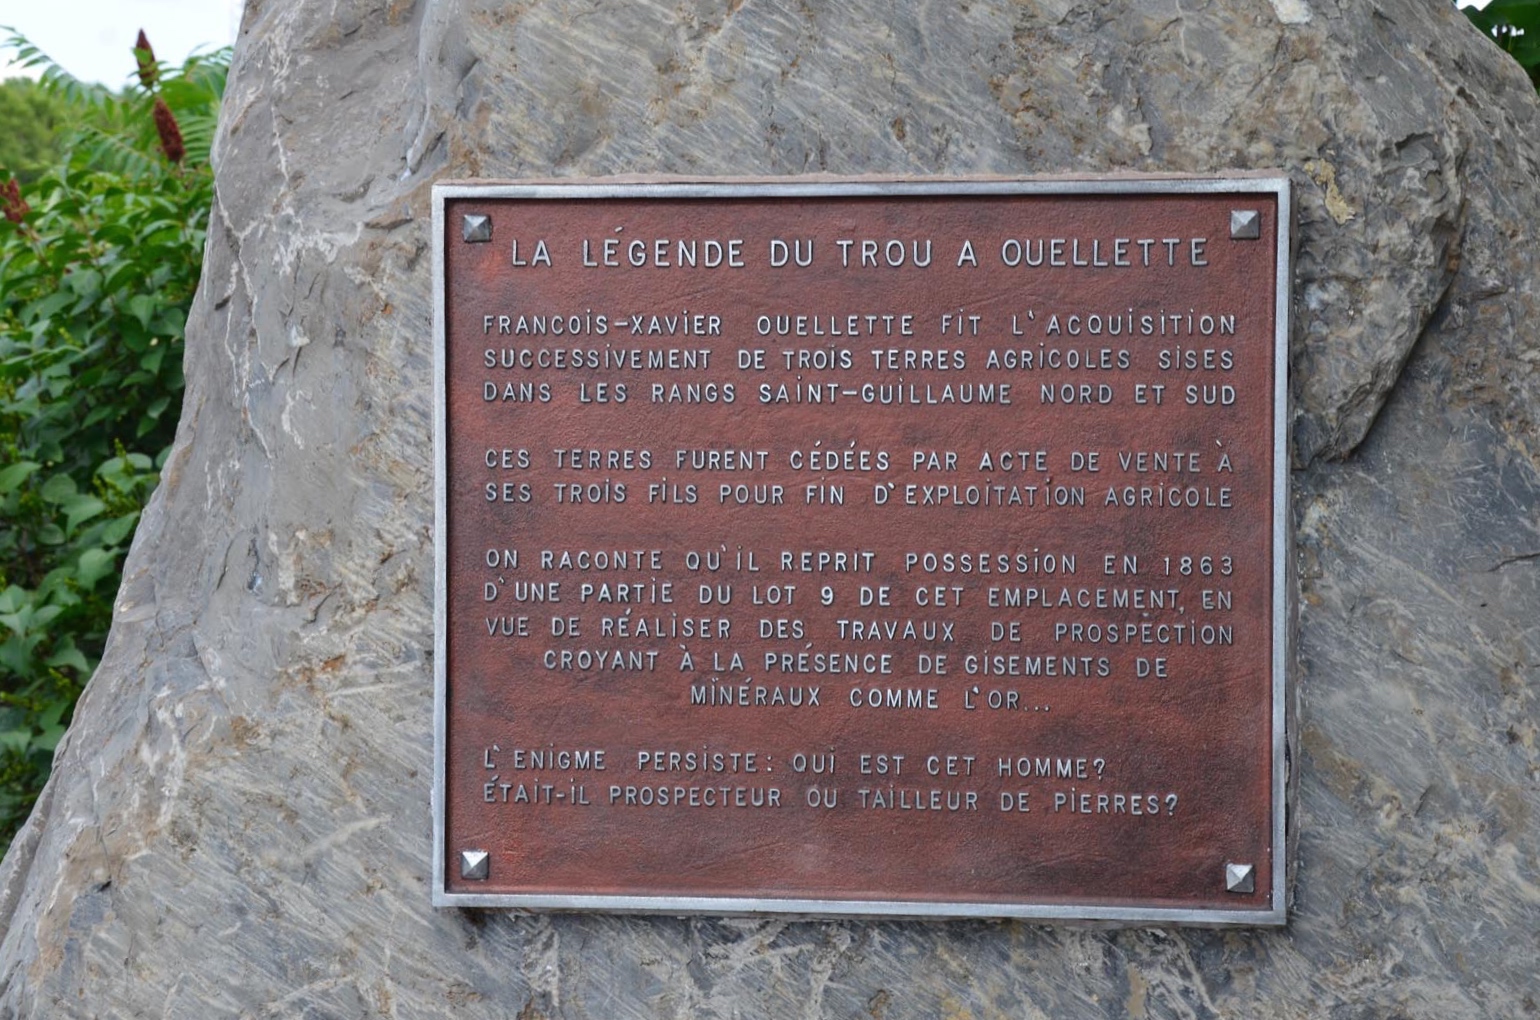 LA LÉGENDE DU TROU A OUELLETTE
FRANCOIS-XAVIER OUELLETTE FIT L'ACQUISITION
SUCCESSIVEMENT DE TROIS TERRES AGRICOLES SISES
DANS LES RANGS SAINT-GUILLAUME NORD ET SUD
CES TERRES FURENT CÉDÉES PAR ACTE DE VENTE À
SES TROIS FILS POUR FIN D'EXPLOITATION AGRICOLE
ON RACONTE QU'IL REPRIT POSSESSION EN 1863
D'UNE PARTIE DU LOT 9 DE CET EMPLACEMENT, EN
VUE DE RÉALISER DES TRAVAUX DE PROSPECTION
CROYANT À LA PRÉSENCE DE GISEMENTS DE
MINÉRAUX COMME L'OR...
L'ENIGME PERSISTE: QUI EST CET HOMME?
ÉTAIT-IL PROSPECTEUR OU TAILLEUR DE PIERRES?